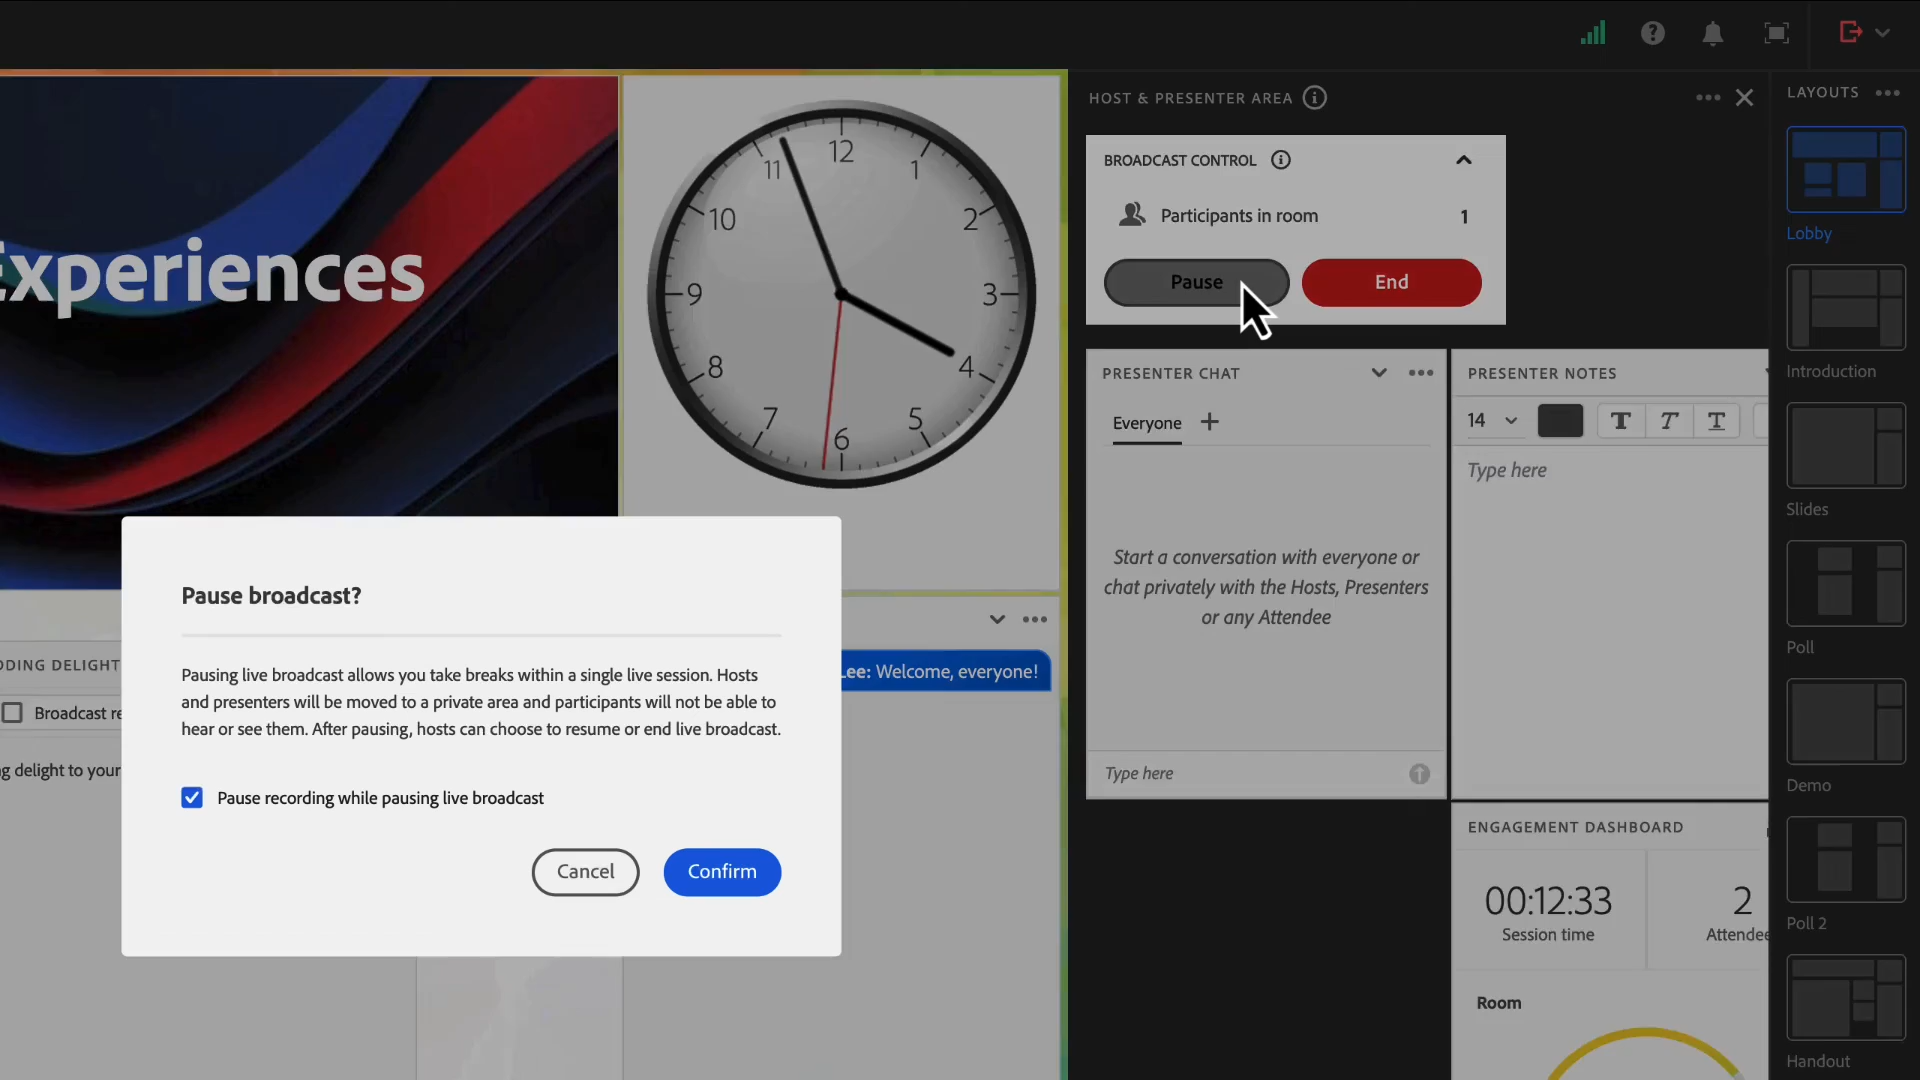 Experiences
12
1
2
3
4
5
6
7
8
9
10
11
HOST & PRESENTER AREA
LAYOUTS
BROADCAST CONTROL
Participants in room 1
Pause End
PRESENTER CHAT
Everyone
Start a conversation with everyone or
chat privately with the Hosts, Presenters
or any Attendee
Type here
PRESENTER NOTES
14 T T T
Type here
ENGAGEMENT DASHBOARD
00:12:33
Session time
2
Attendee
Room
Lobby
Introduction
Slides
Poll
Demo
Poll 2
Handout
DDING DELIGHT
Broadcast re
g delight to your
Lee: Welcome, everyone!
Pause broadcast?
Pausing live broadcast allows you take breaks within a single live session. Hosts
and presenters will be moved to a private area and participants will not be able to
hear or see them. After pausing, hosts can choose to resume or end live broadcast.
Pause recording while pausing live broadcast
Cancel Confirm